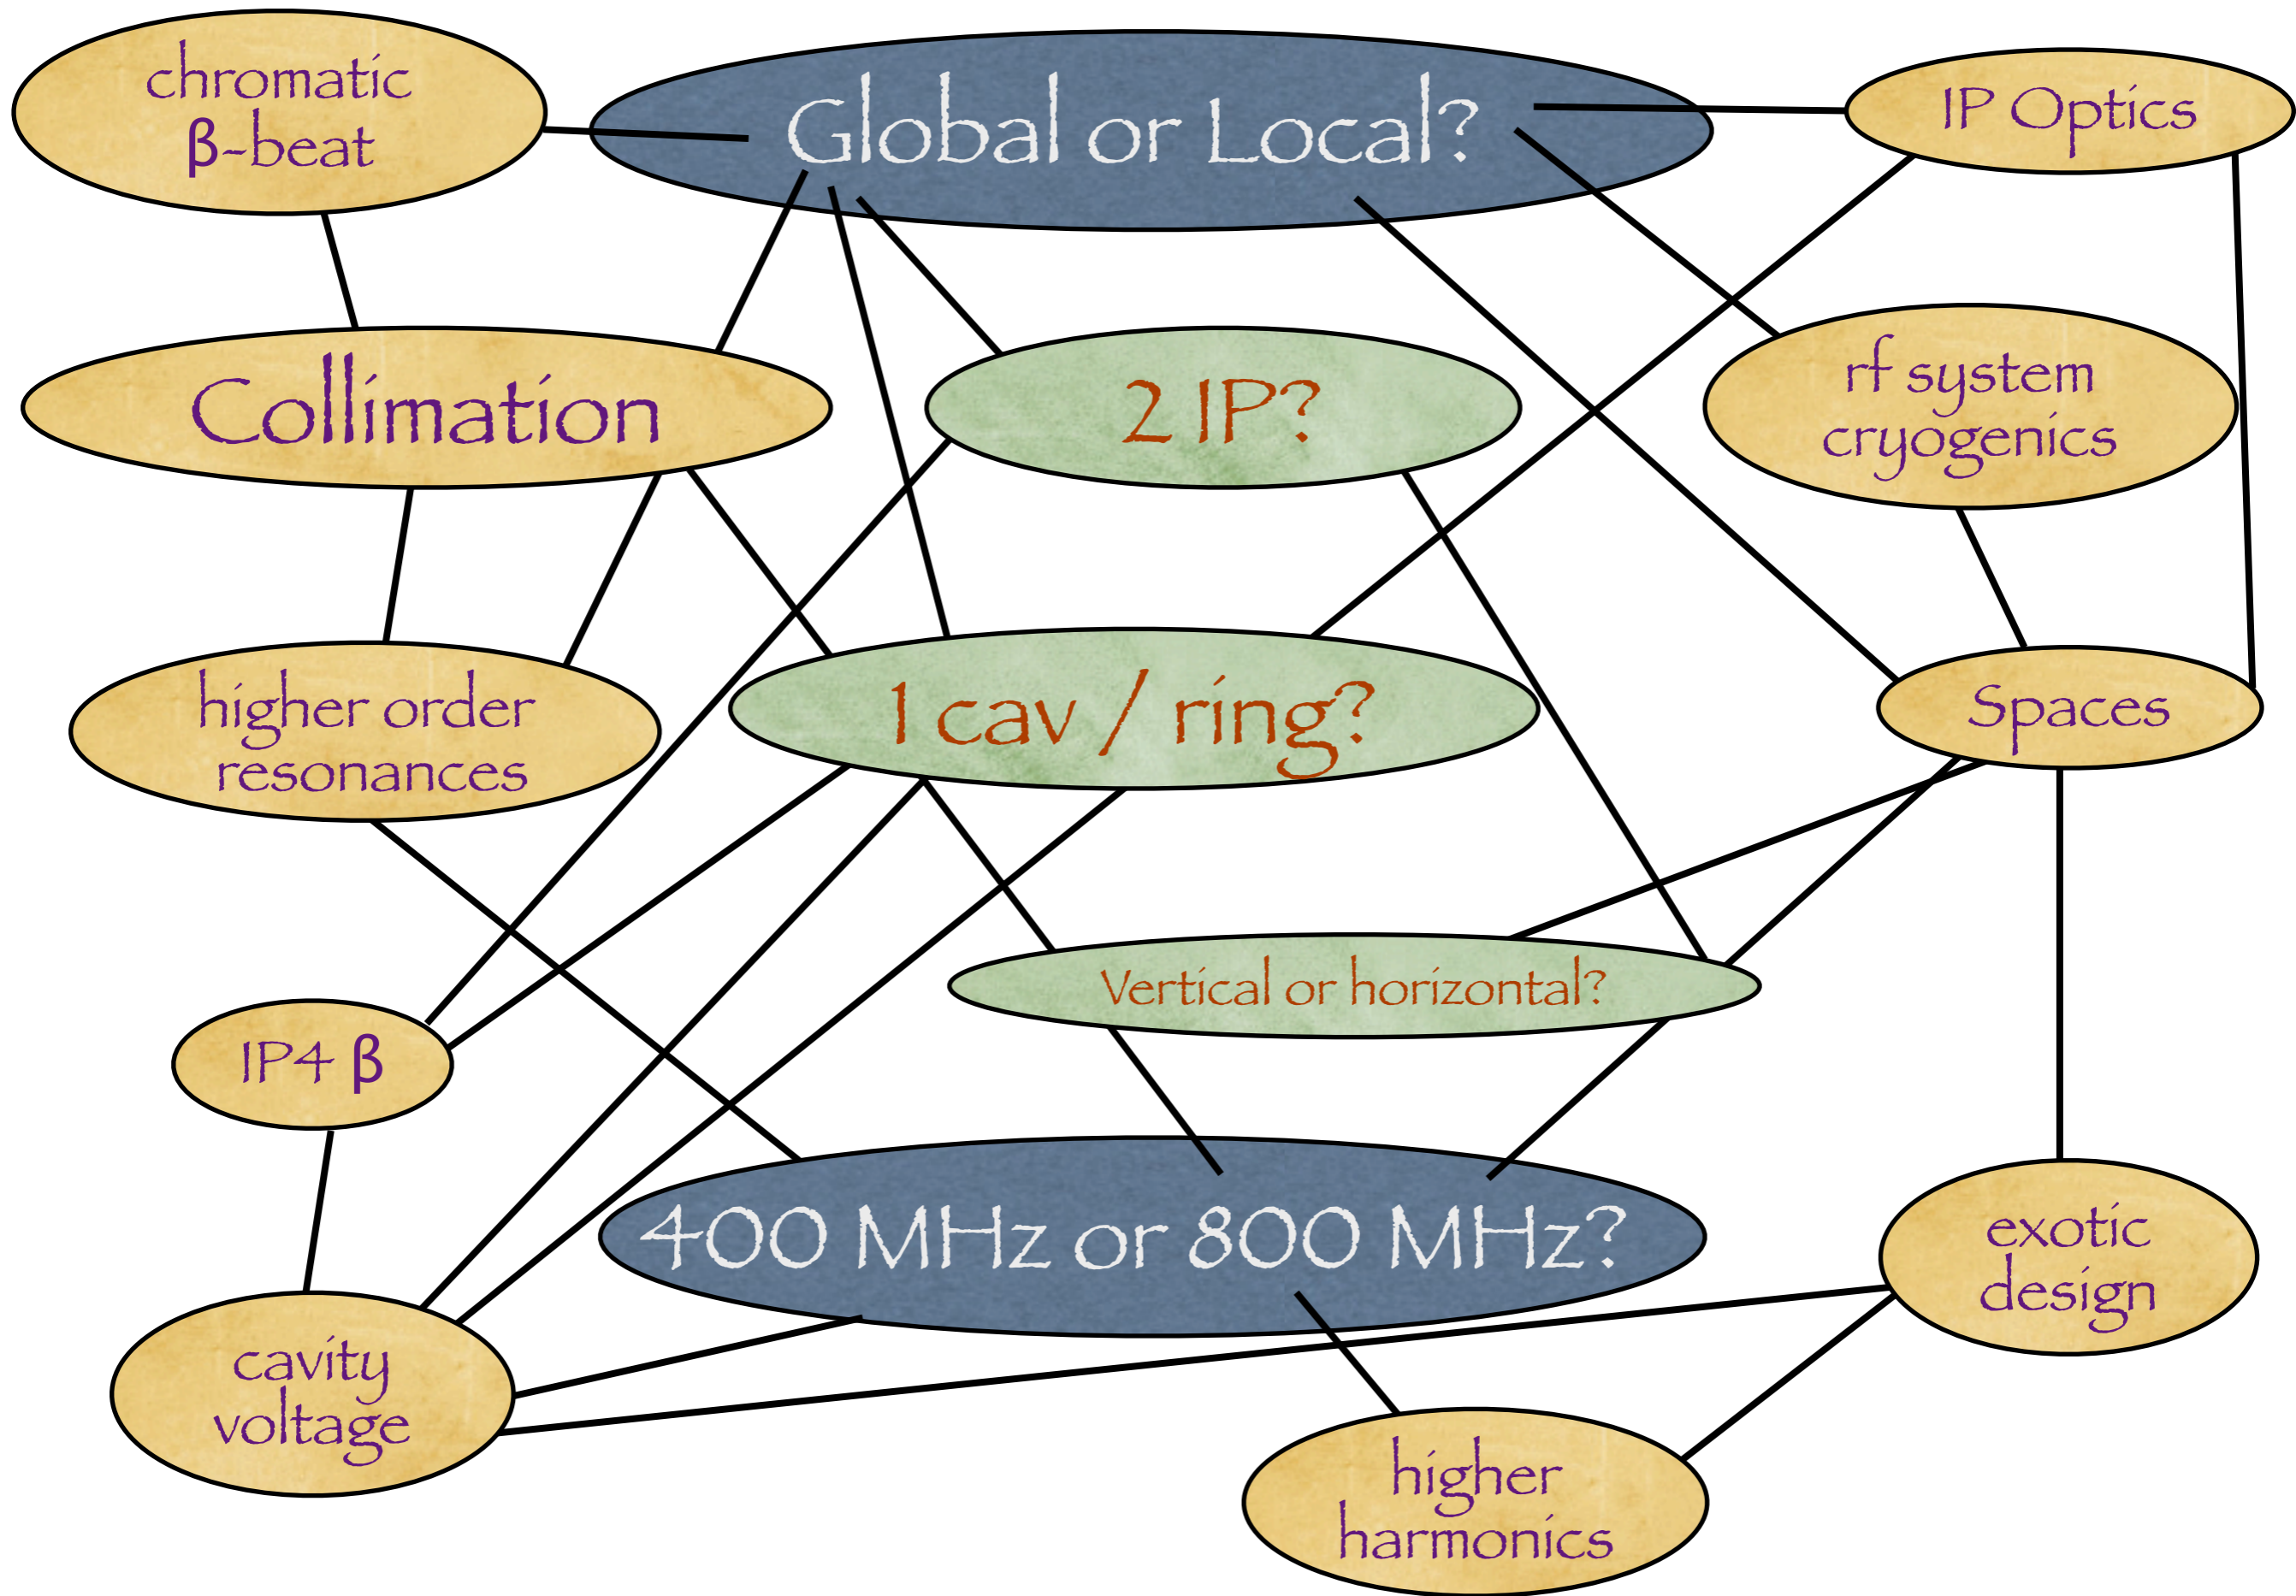 chromatic
β-beat
Global or Local?
IP Optics
Collimation
2 IP?
rf system
cryogenics
higher order
resonances
1 cav / ring?
Spaces
Vertical or horizontal?
IP4 β
400 MHz or 800 MHz?
exotic
design
cavity
voltage
higher
harmonics